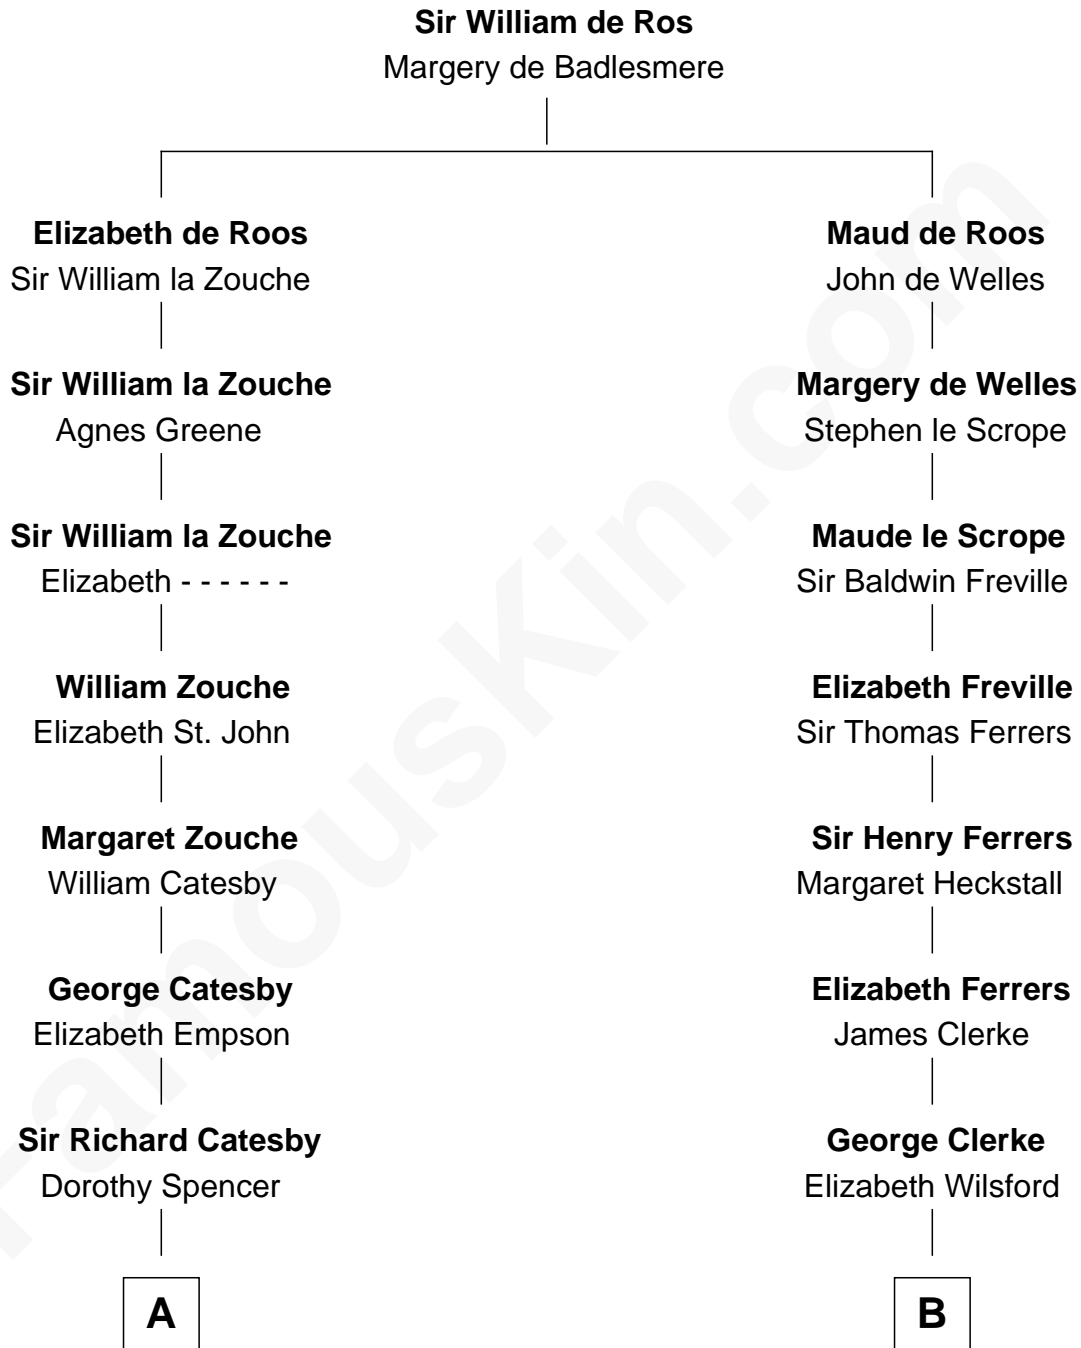 Sir William de Ros
Margery de Badlesmere
Elizabeth de Roos
Sir William la Zouche
Maud de Roos
John de Welles
Sir William la Zouche
Agnes Greene
Margery de Welles
Stephen le Scrope
Sir William la Zouche
Elizabeth - - - - - -
Maude le Scrope
Sir Baldwin Freville
William Zouche
Elizabeth St. John
Elizabeth Freville
Sir Thomas Ferrers
Margaret Zouche
William Catesby
Sir Henry Ferrers
Margaret Heckstall
George Catesby
Elizabeth Empson
Elizabeth Ferrers
James Clerke
Sir Richard Catesby
Dorothy Spencer
George Clerke
Elizabeth Wilsford
A
B
FamousKin.com